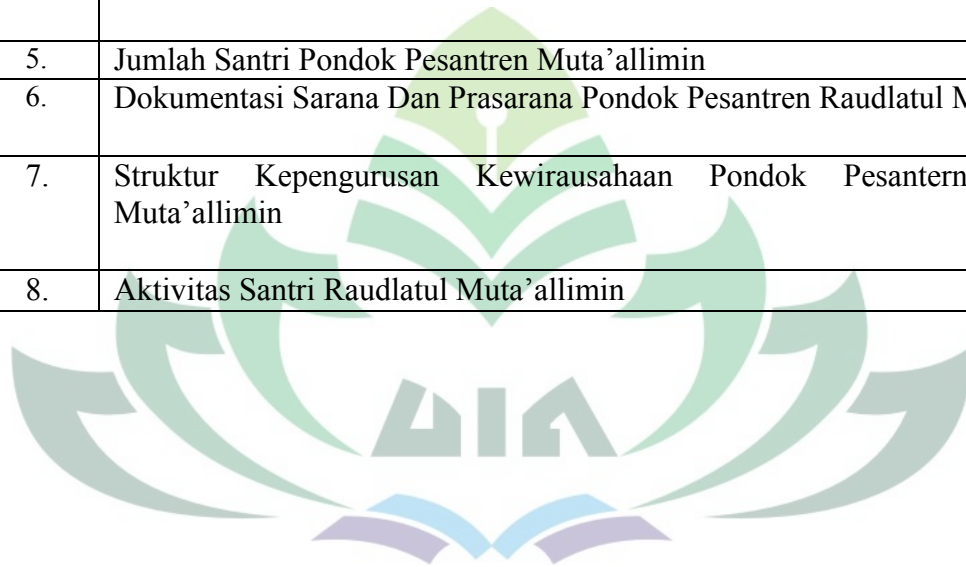 5. Jumlah Santri Pondok Pesantren Muta’allimin
6. Dokumentasi Sarana Dan Prasarana Pondok Pesantren Raudlatul
7. Struktur Kepengurusan Kewirausahaan Pondok Pesantern
Muta’allimin
8. Aktivitas Santri Raudlatul Muta’allimin
UIN